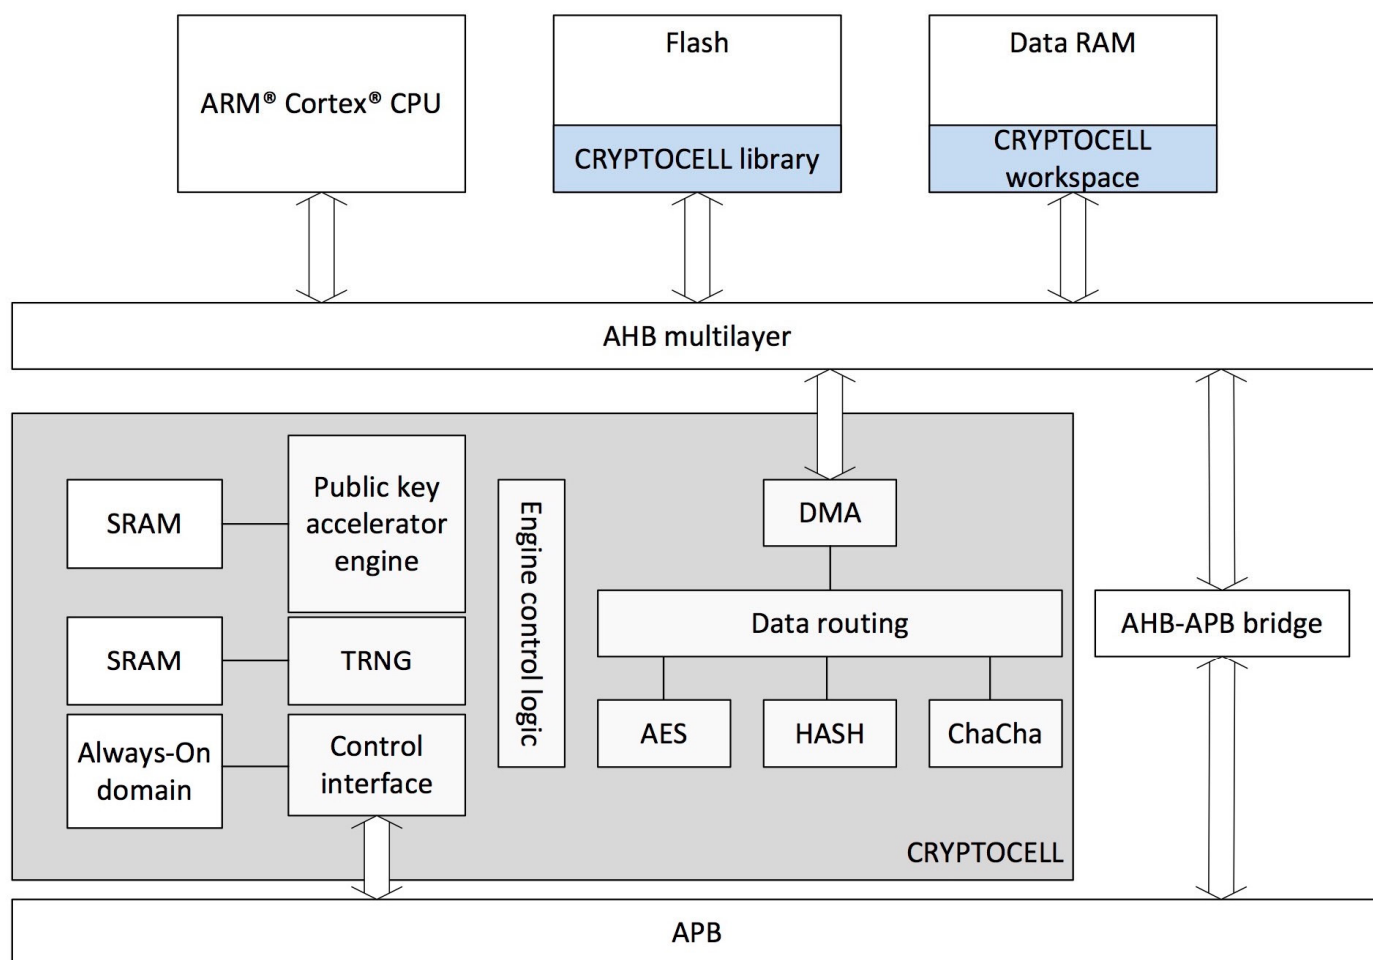 ARM® Cortex® CPU
Flash
CRYPTOCELL library
Data RAM
CRYPTOCELL
workspace
AHB multilayer
SRAM
Public key
accelerator
engine
SRAM
TRNG
Always-On
domain
Control
interface
Engine control logic
DMA
Data routing
AES
HASH
ChaCha
CRYPTOCELL
AHB-APB bridge
APB